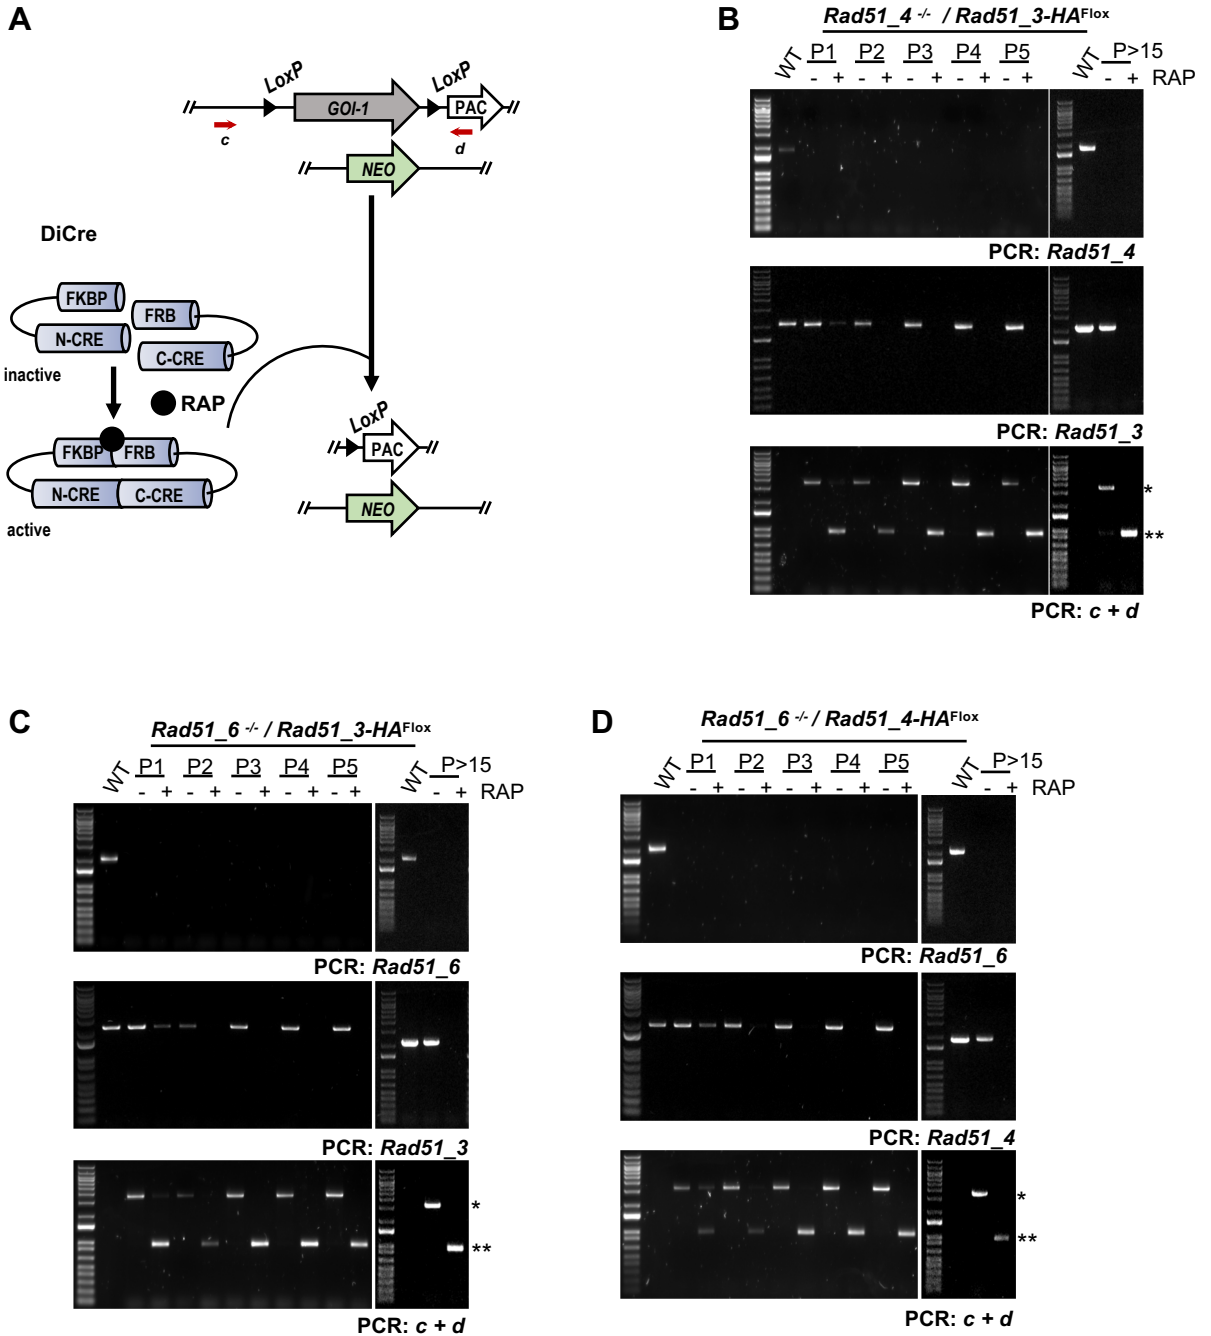 A
LoxP
LoxP
GOI-1
PAC
c
d
NEO
DiCre
FKBP
FRB
N-CRE
C-CRE
inactive
RAP
LoxP
PAC
FKBP
FRB
N-CRE
C-CRE
NEO
active
B
Rad51_4 -/- / Rad51_3-HAFlox
WT P1 P2 P3 P4 P5 WT P>15
- + - + - + - + - + - + RAP
PCR: Rad51_4
PCR: Rad51_3
*
**
PCR: c + d
C
Rad51_6 -/- / Rad51_3-HAFlox
WT P1 P2 P3 P4 P5 WT P>15
- + - + - + - + - + - + RAP
PCR: Rad51_6
PCR: Rad51_3
*
**
PCR: c + d
D
Rad51_6 -/- / Rad51_4-HAFlox
WT P1 P2 P3 P4 P5 WT P>15
- + - + - + - + - + - + RAP
PCR: Rad51_6
PCR: Rad51_4
*
**
PCR: c + d